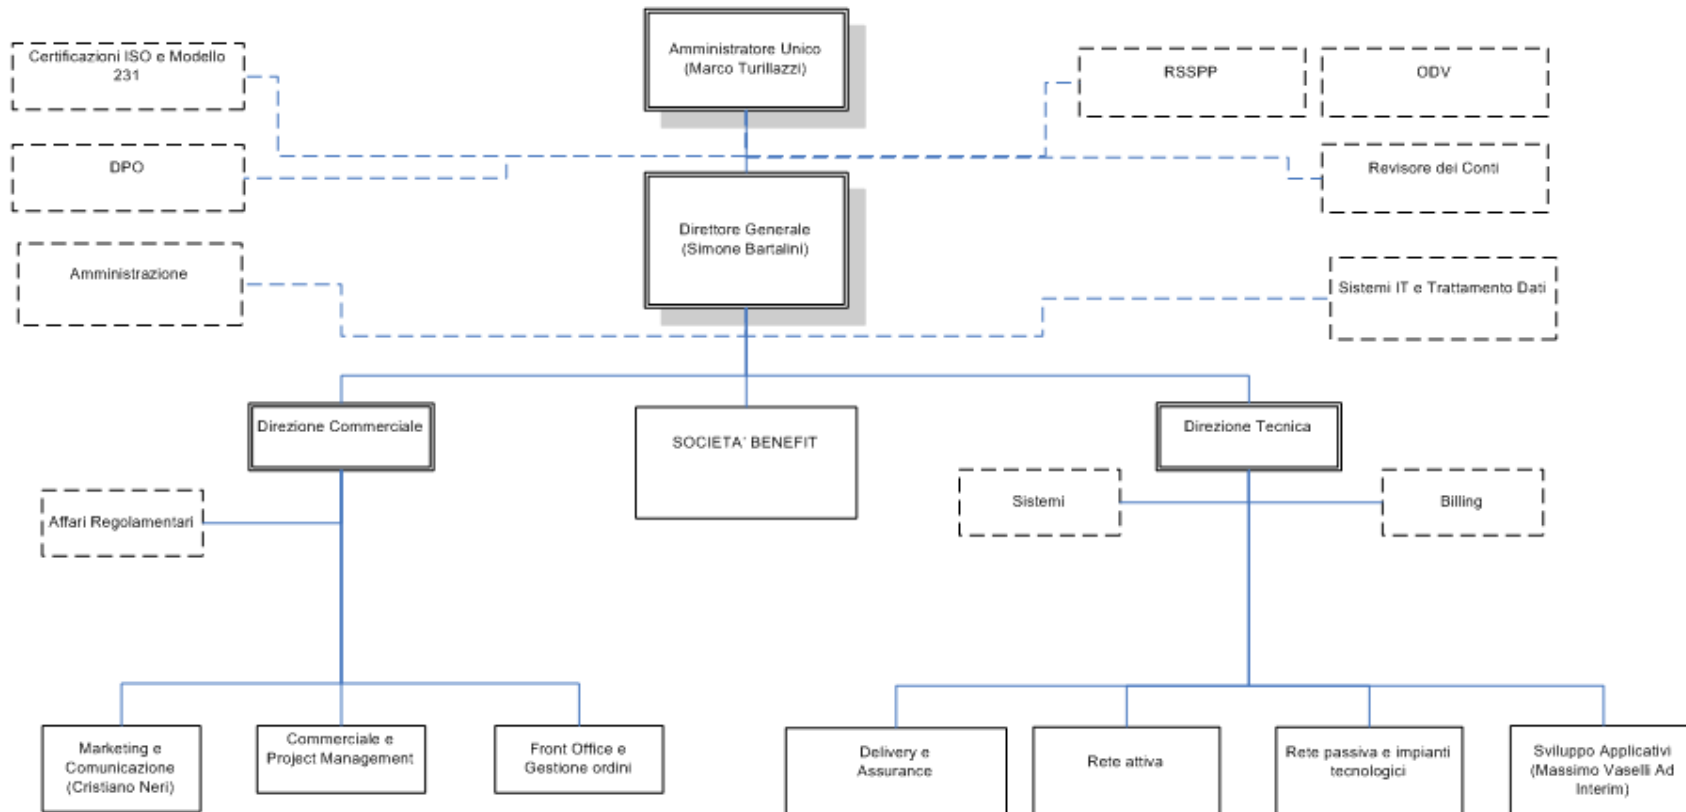 Amministratore Unico
(Marco Turillazzi)
Certificazioni ISO e Modello
231
RSSPP
ODV
DPO
Revisore dei Conti
Direttore Generale
(Simone Bartalini)
Amministrazione
Sistemi IT e Trattamento Dati
Direzione Commerciale
SOCIETA' BENEFIT
Direzione Tecnica
Affari Regolamentari
Sistemi
Billing
Marketing e
Comunicazione
(Cristiano Neri)
Commerciale e
Project Management
Front Office e
Gestione ordini
Delivery e
Assurance
Rete attiva
Rete passiva e impianti
tecnologici
Sviluppo Applicativi
(Massimo Vaselli Ad
Interim)